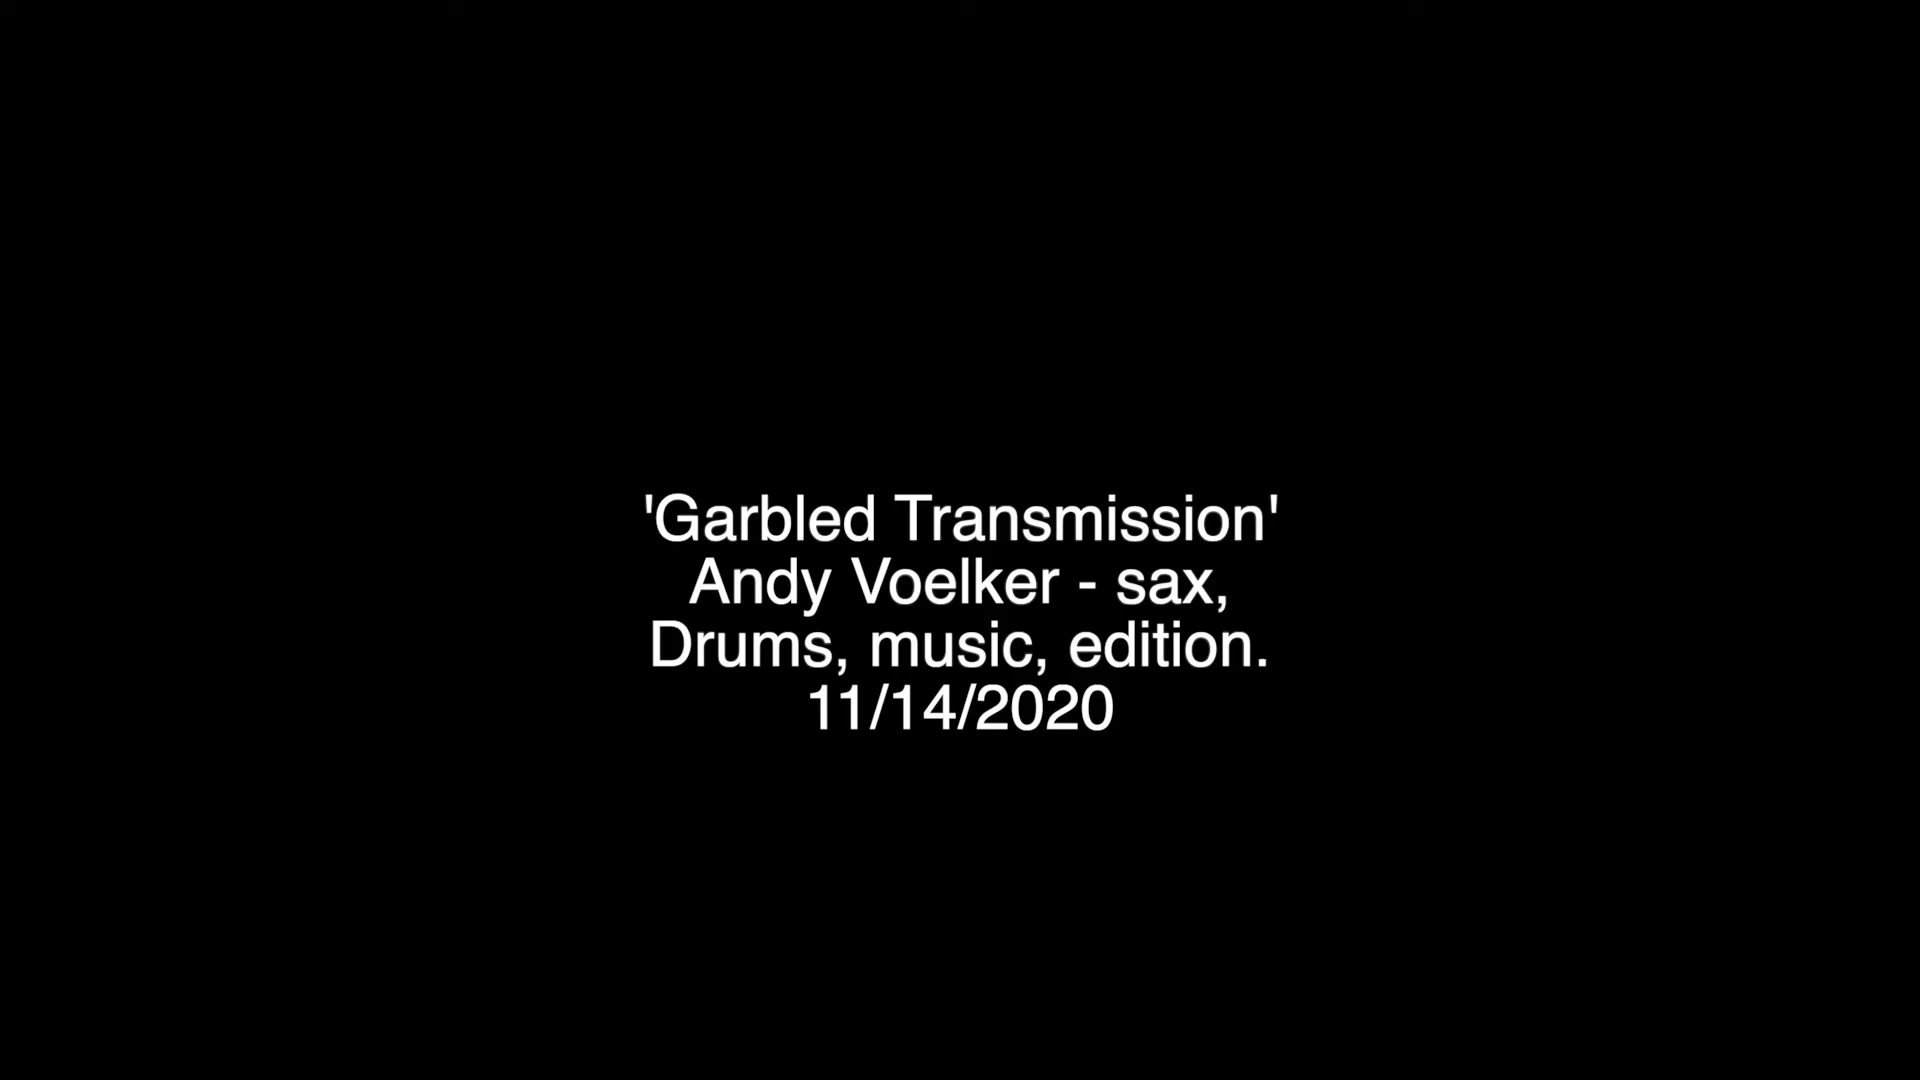 'Garbled Transmission'
Andy Voelker - sax,
Drums, music, edition.
11/14/2020